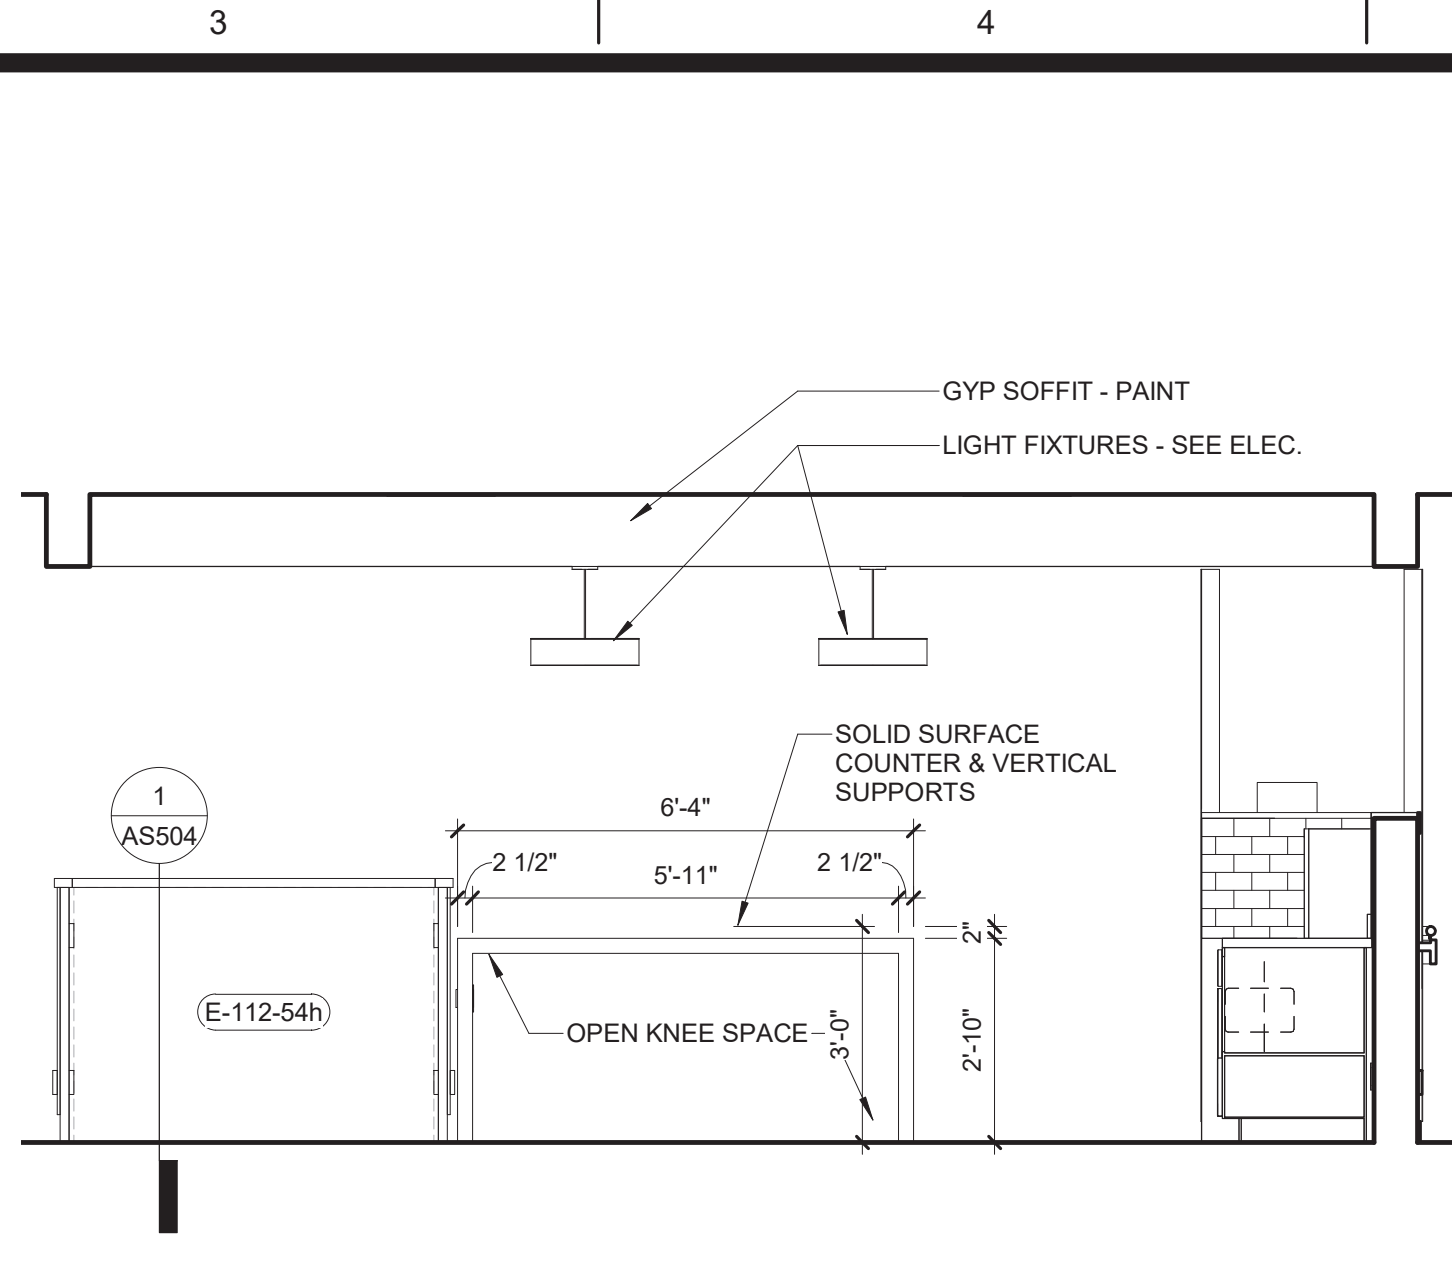 3
4
GYP SOFFIT - PAINT
LIGHT FIXTURES - SEE ELEC.
SOLID SURFACE
COUNTER & VERTICAL
SUPPORTS
1
AS504
6'-4"
2 1/2"
5'-11"
2 1/2"
2"
E-112-54h
OPEN KNEE SPACE
3'-0"
2'-10"